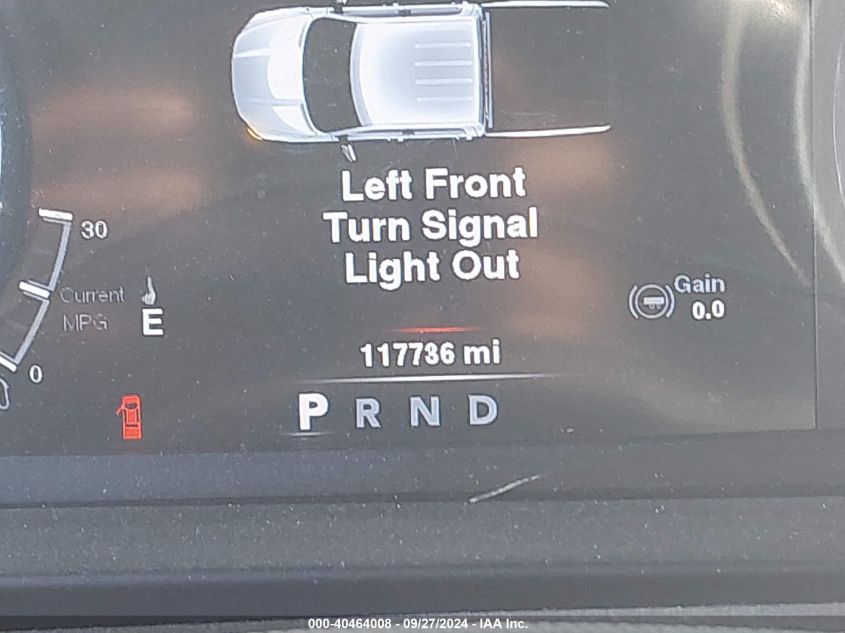 Left Front
Turn Signal
Light Out
30
Current
MPG
E
0
Gain
0.0
117736 mi
P R N D
000-40464008 - 09/27/2024 - IAA Inc.